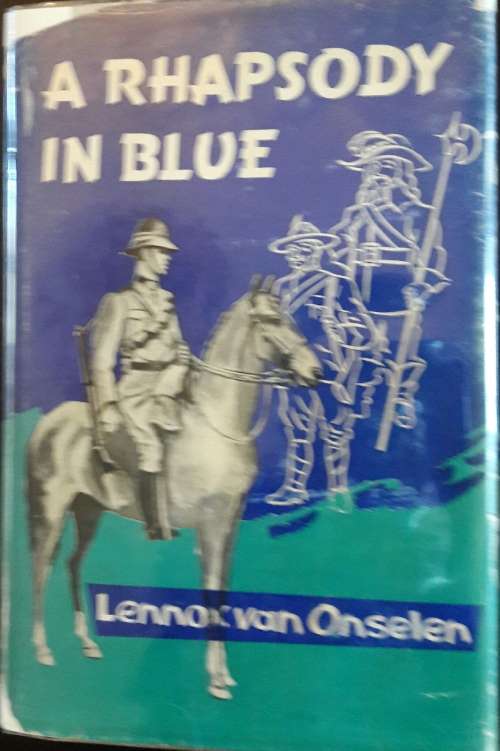 A RHAPSODY
IN BLUE
Lennox van Onselen